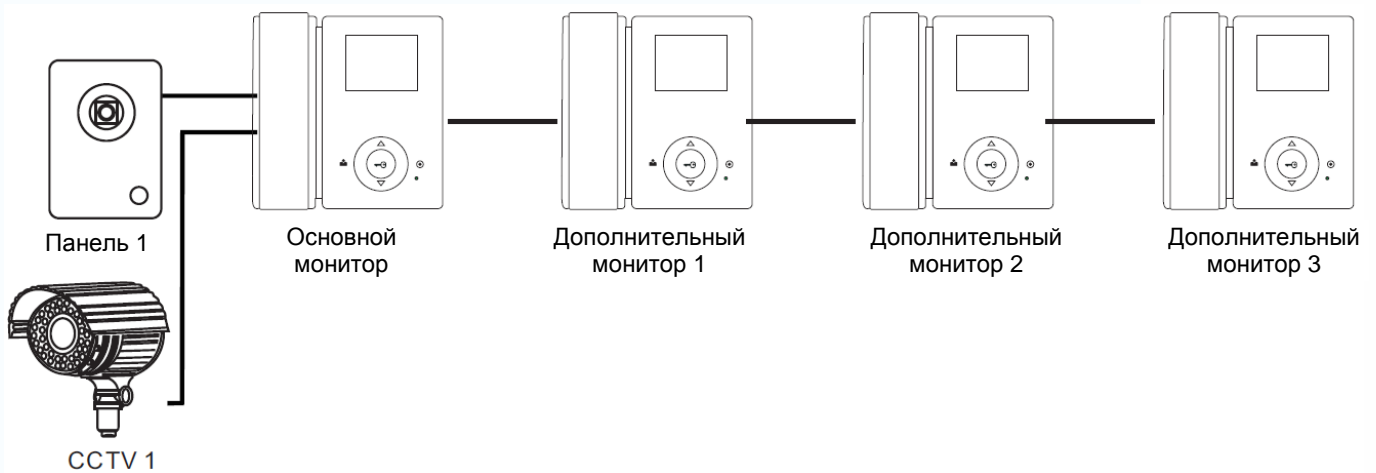 Панель 1
Основной
монитор
Дополнительный
монитор 1
Дополнительный
монитор 2
Дополнительный
монитор 3
CCTV 1